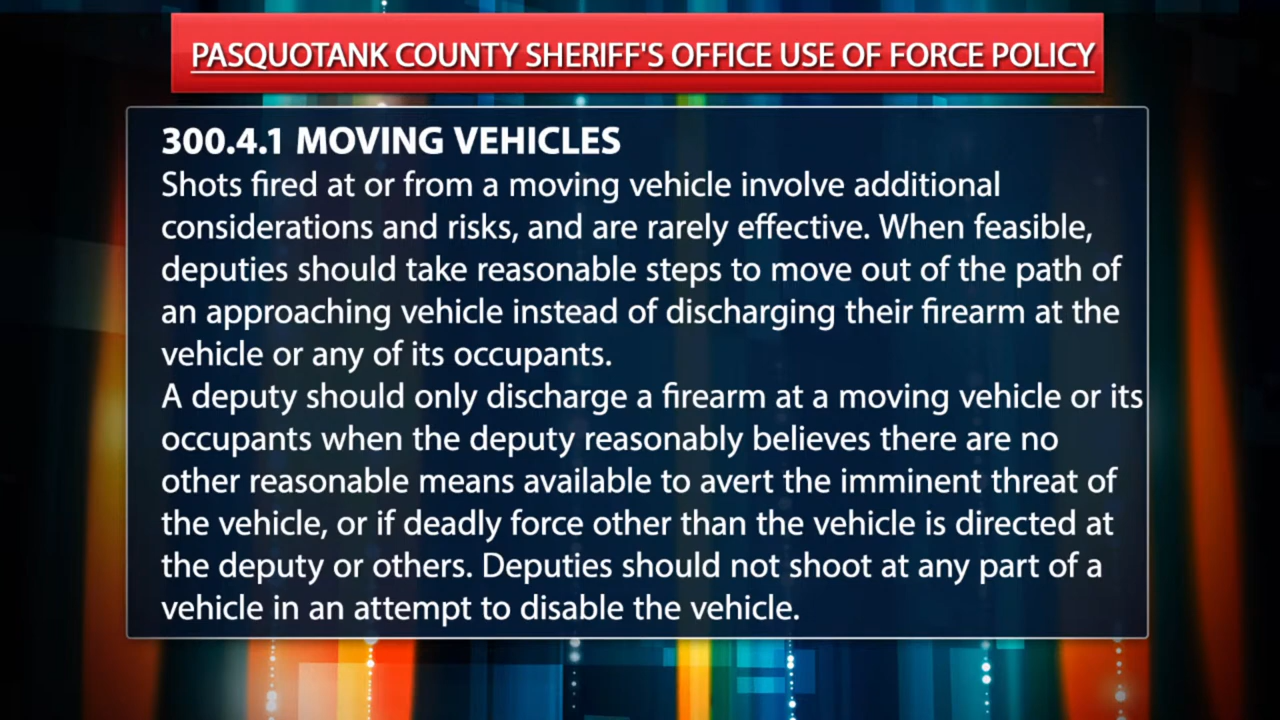 PASQUOTANK COUNTY SHERIFF'S OFFICE USE OF FORCE POLICY
300.4.1 MOVING VEHICLES
Shots fired at or from a moving vehicle involve additional
considerations and risks, and are rarely effective. When feasible,
deputies should take reasonable steps to move out of the path of
an approaching vehicle instead of discharging their firearm at the
vehicle or any of its occupants.
A deputy should only discharge a firearm at a moving vehicle or its
occupants when the deputy reasonably believes there are no
other reasonable means available to avert the imminent threat of
the vehicle, or if deadly force other than the vehicle is directed at
the deputy or others. Deputies should not shoot at any part of a
vehicle in an attempt to disable the vehicle.